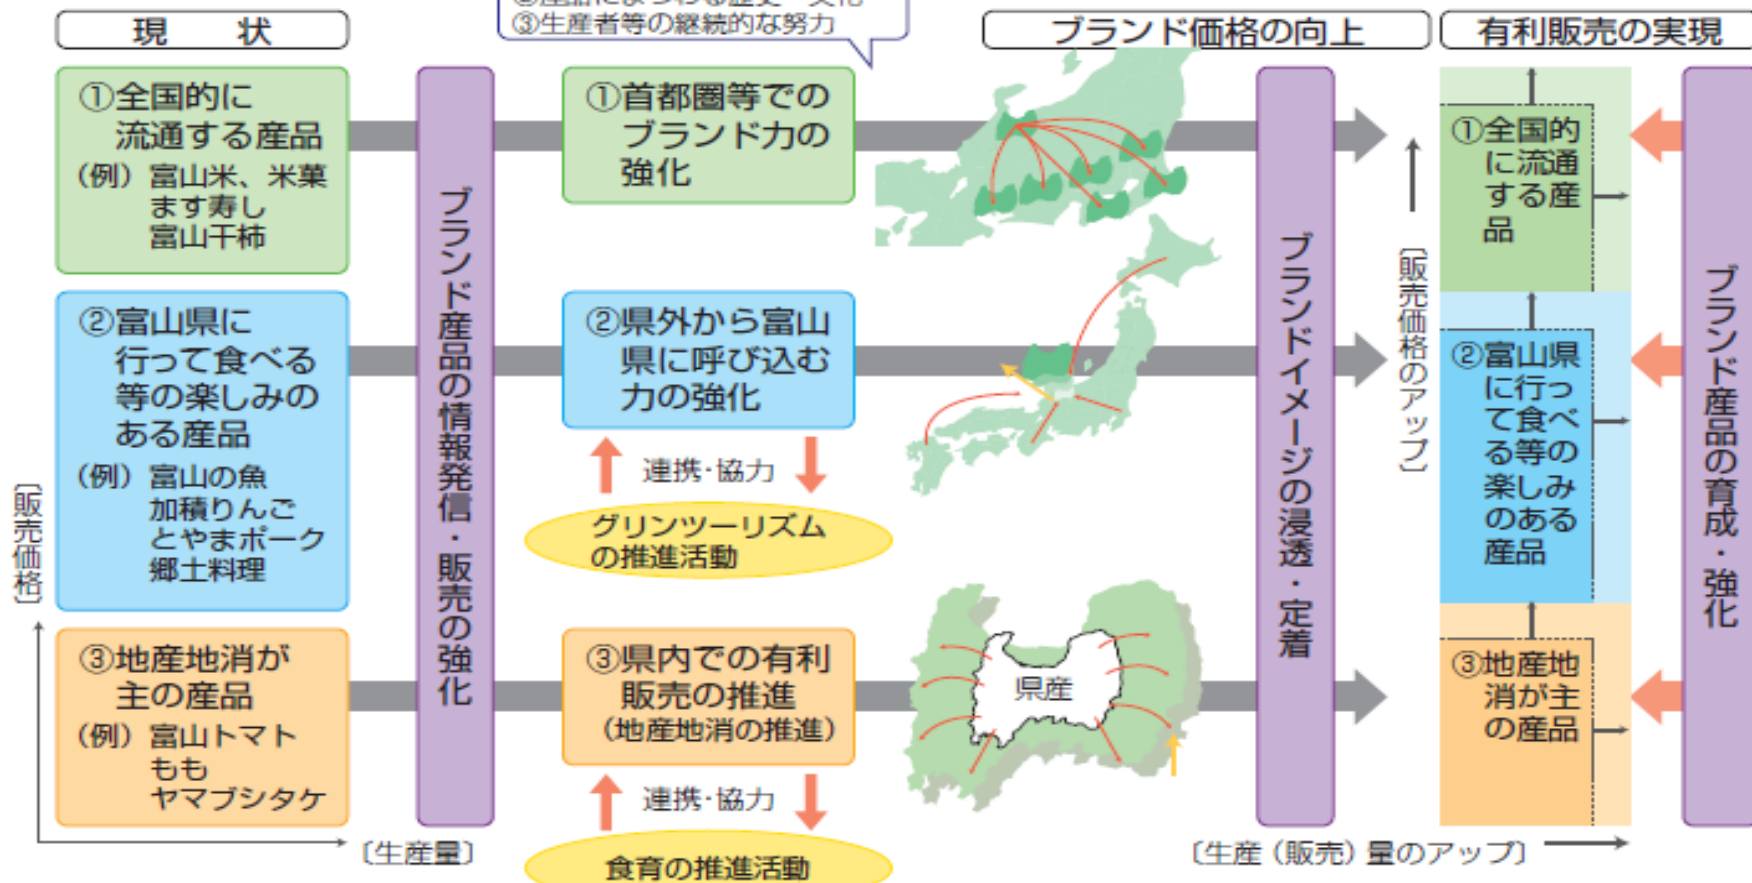 ③生産者等の継続的な努力
現　状
ブランド価格の向上
有利販売の実現
①全国的に
流通する産品
(例) 富山米、米菓
ます寿し
富山干柿
②富山県に
行って食べる
等の楽しみの
ある産品
(例) 富山の魚
加積りんご
とやまポーク
郷土料理
③地産地消が
主の産品
(例) 富山トマト
もも
ヤマブシタケ
〔販売価格〕
〔生産量〕
ブランド産品の情報発信・販売の強化
①首都圏等での
ブランド力の
強化
②県外から富山
県に呼び込む
力の強化
連携・協力
グリンツーリズム
の推進活動
③県内での有利
販売の推進
(地産地消の推進)
連携・協力
食育の推進活動
県産
ブランドイメージの浸透・定着
〔販売価格のアップ〕
〔生産(販売)量のアップ〕
①全国的
に流通
する産
品
②富山県
に行っ
て食べ
る等の
楽しみ
のある
産品
③地産地
消が主
の産品
ブランド産品の育成・強化